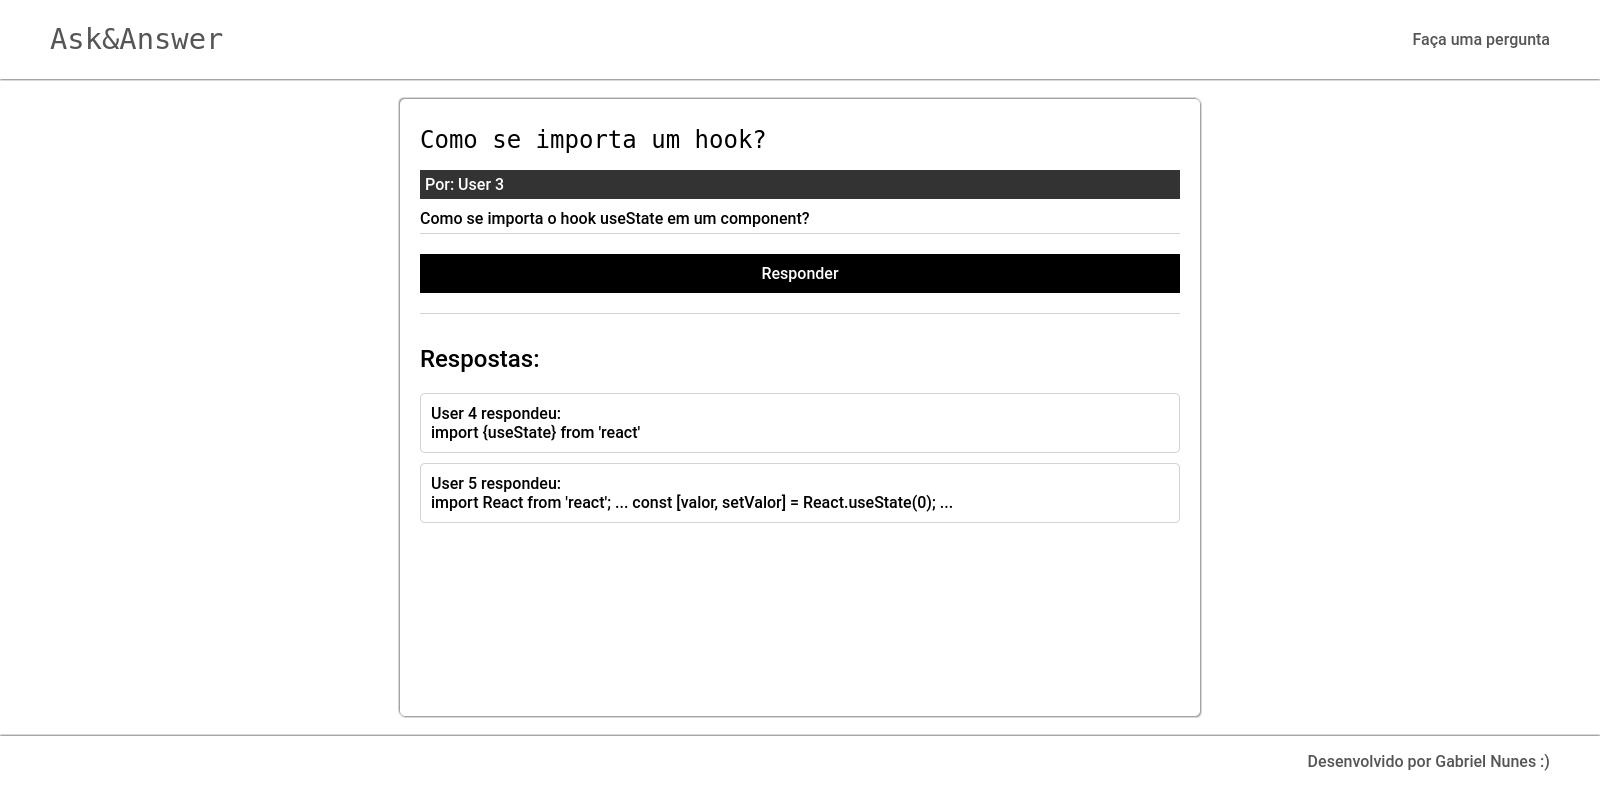 Ask&Answer
Faça uma pergunta
Como se importa um hook?
Por: User 3
Como se importa o hook useState em um component?
Responder
Respostas:
User 4 respondeu:
import {useState} from 'react'
User 5 respondeu:
import React from 'react'; ... const [valor, setValor] = React.useState(0); ...
Desenvolvido por Gabriel Nunes :)